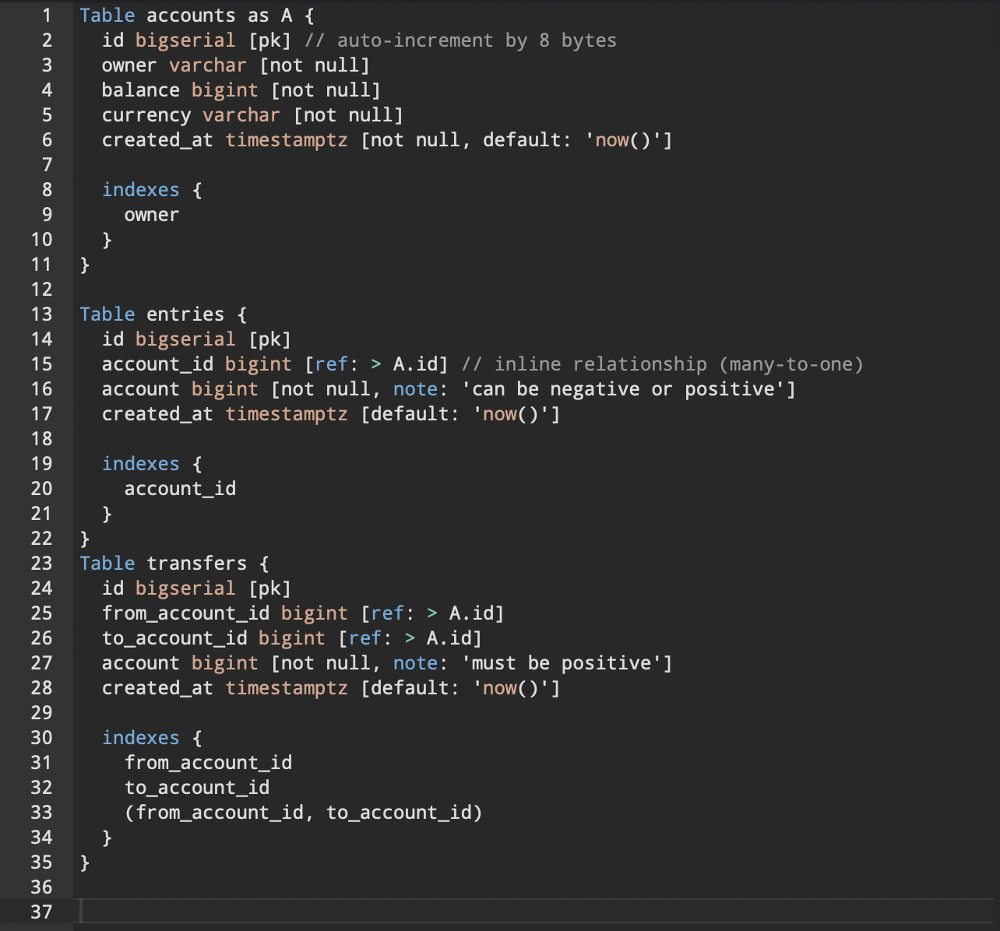 1 Table accounts as A {
2   id bigserial [pk] // auto-increment by 8 bytes
3   owner varchar [not null]
4   balance bigint [not null]
5   currency varchar [not null]
6   created_at timestamptz [not null, default: 'now()']
7
8   indexes {
9     owner
10   }
11 }
12
13 Table entries {
14   id bigserial [pk]
15   account_id bigint [ref: > A.id] // inline relationship (many-to-one)
16   account bigint [not null, note: 'can be negative or positive']
17   created_at timestamptz [default: 'now()']
18
19   indexes {
20     account_id
21   }
22 }
23 Table transfers {
24   id bigserial [pk]
25   from_account_id bigint [ref: > A.id]
26   to_account_id bigint [ref: > A.id]
27   account bigint [not null, note: 'must be positive']
28   created_at timestamptz [default: 'now()']
29
30   indexes {
31     from_account_id
32     to_account_id
33     (from_account_id, to_account_id)
34   }
35 }
36
37